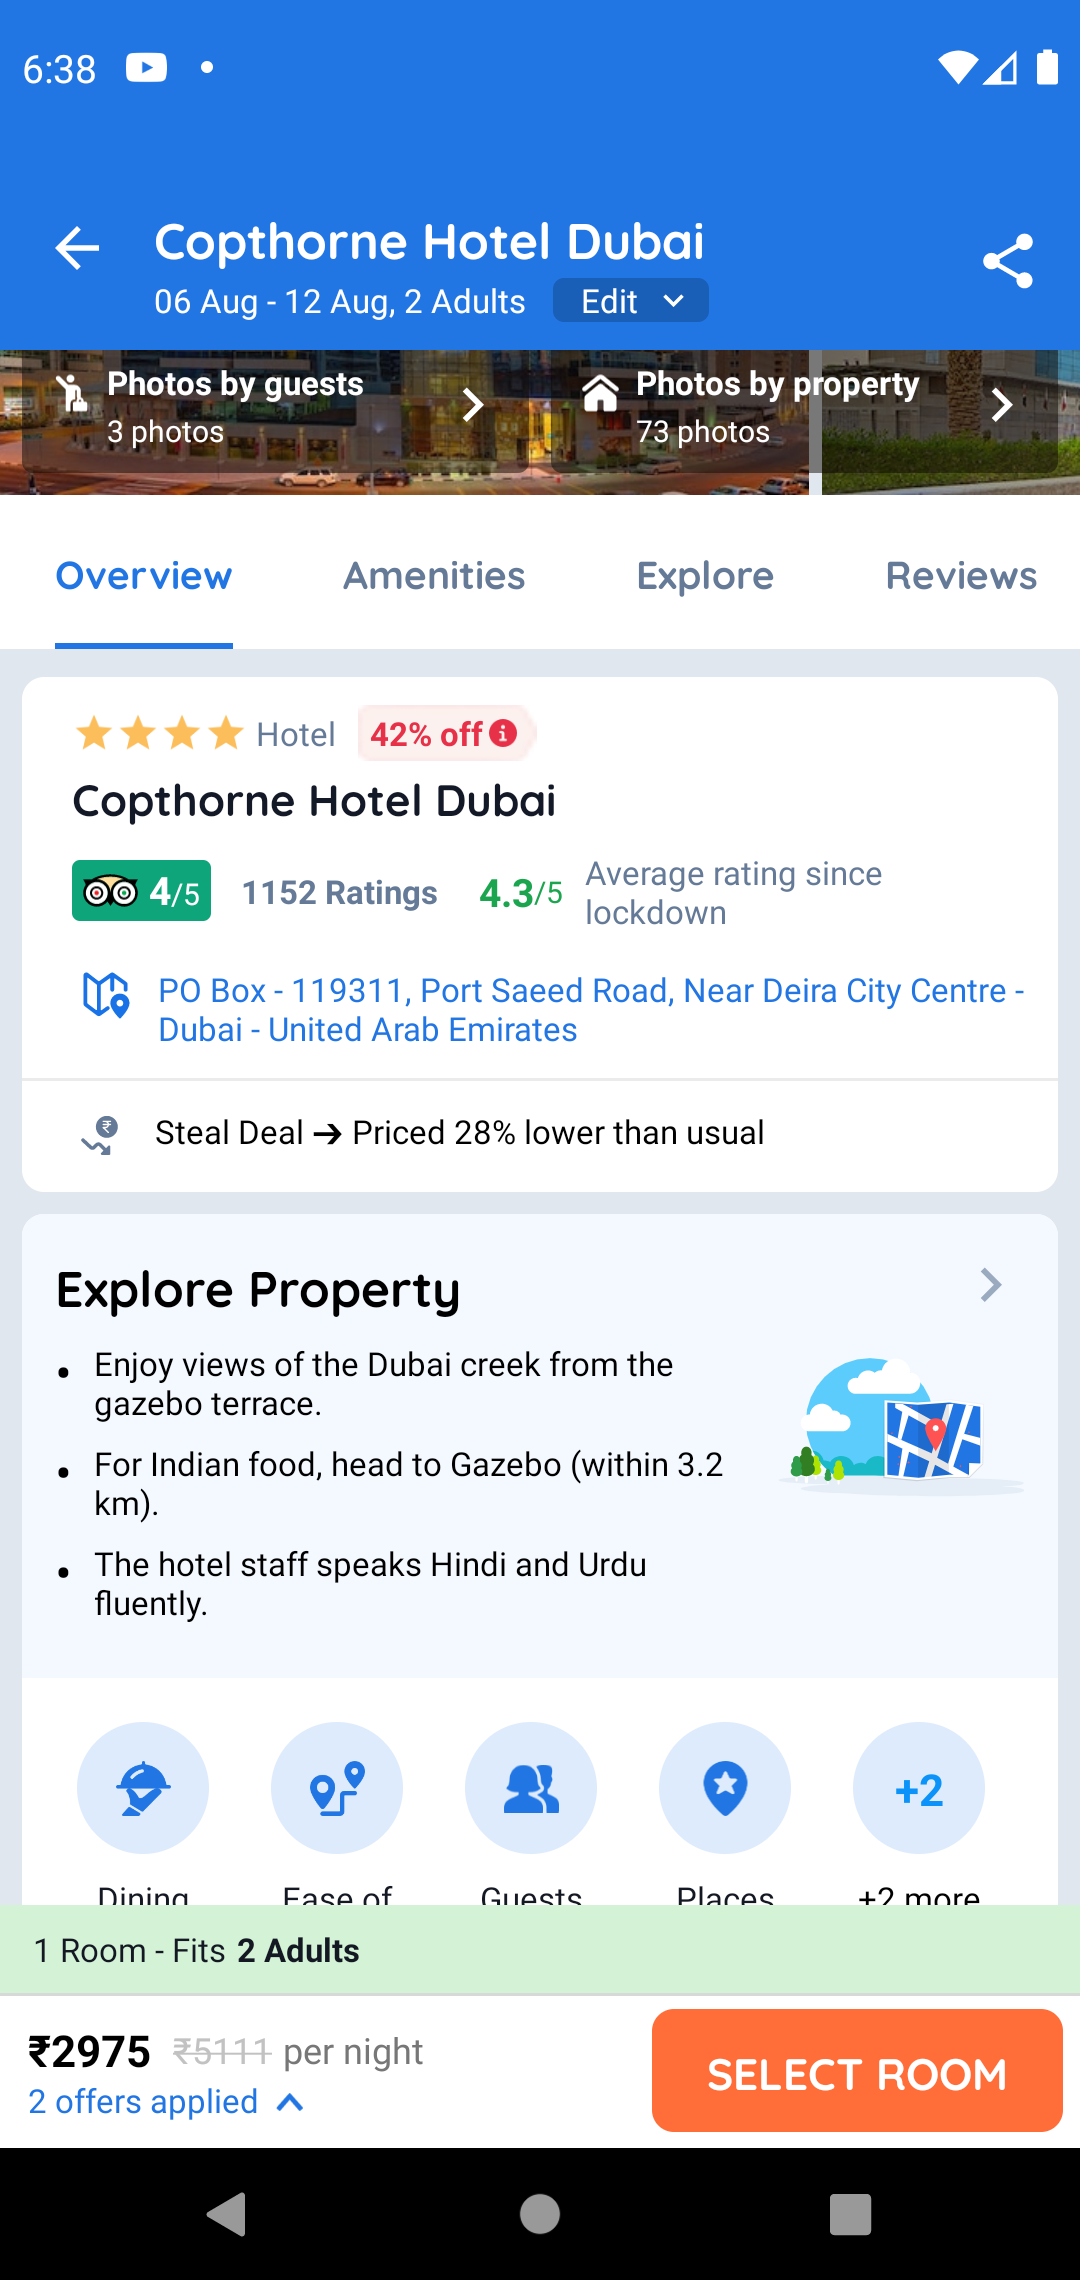 6:38
Copthorne Hotel Dubai
06 Aug - 12 Aug, 2 Adults Edit
Photos by guests
3 photos
Photos by property
73 photos
Overview Amenities Explore Reviews
Hotel 42% off
Copthorne Hotel Dubai
4/5 1152 Ratings 4.3/5 Average rating since
lockdown
PO Box - 119311, Port Saeed Road, Near Deira City Centre -
Dubai - United Arab Emirates
Steal Deal ➔ Priced 28% lower than usual
Explore Property
• Enjoy views of the Dubai creek from the
gazebo terrace.
• For Indian food, head to Gazebo (within 3.2
km).
• The hotel staff speaks Hindi and Urdu
fluently.
+2
Dining Ease of Guests Places +2 more
1 Room - Fits 2 Adults
₹2975 ₹5111 per night
2 offers applied
SELECT ROOM